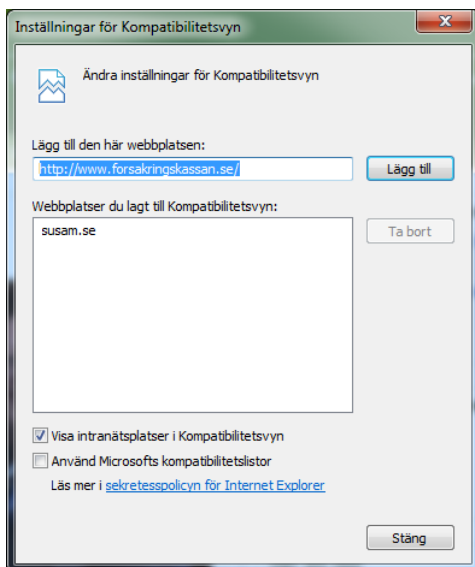 Inställningar för Kompatibilitetsvyn
Ändra inställningar för Kompatibilitetsvyn
Lägg till den här webbplatsen:
http://www.forsakringskassan.se/
Lägg till
Webbplatser du lagt till Kompatibilitetsvyn:
susam.se
Ta bort
Visa intranätsplatser i Kompatibilitetsvyn
Använd Microsofts kompatibilitetslistor
Läs mer i sekretesspolicyn för Internet Explorer
Stäng